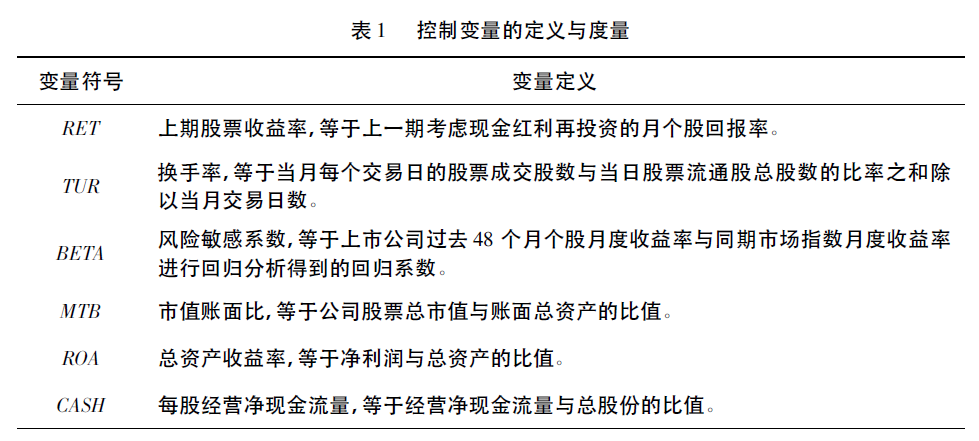 表1 控制变量的定义与度量
变量符号 变量定义
RET 上期股票收益率,等于上一期考虑现金红利再投资的月个股回报率。
换手率,等于当月每个交易日的股票成交股数与当日股票流通股总股数的比率之和除
TUR
以当月交易日数。
风险敏感系数,等于上市公司过去 48 个月个股月度收益率与同期市场指数月度收益率
BETA
进行回归分析得到的回归系数。
MTB 市值账面比,等于公司股票总市值与账面总资产的比值。
ROA 总资产收益率,等于净利润与总资产的比值。
CASH 每股经营净现金流量,等于经营净现金流量与总股份的比值。